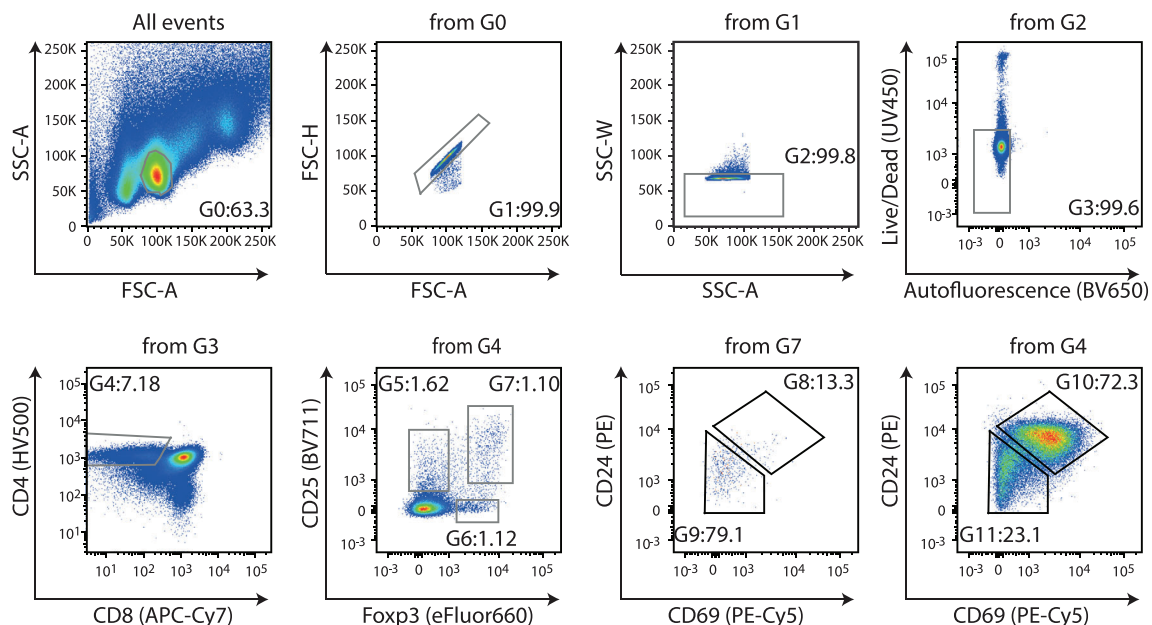 All events
from G0
from G1
from G2
SSC-A
250K
200K
150K
100K
50K
0
G0:63.3
0 50K 100K 150K 200K 250K
FSC-A
FSC-H
250K
200K
150K
100K
50K
0
G1:99.9
0 50K 100K 150K 200K 250K
FSC-A
SSC-W
250K
200K
150K
100K
50K
0
G2:99.8
0 50K 100K 150K 200K 250K
SSC-A
Live/Dead (UV450)
10^5
10^4
10^3
0
10^-3
G3:99.6
10^-3 0 10^3 10^4 10^5
Autofluorescence (BV650)
from G3
from G4
from G7
from G4
CD4 (HV500)
G4:7.18
10^5
10^4
10^3
10^2
10^1
10^1 10^2 10^3 10^4 10^5
CD8 (APC-Cy7)
CD25 (BV711)
G5:1.62 G7:1.10
10^5
10^4
10^3
0
10^-3
G6:1.12
10^-3 0 10^3 10^4 10^5
Foxp3 (eFluor660)
CD24 (PE)
G8:13.3
10^5
10^4
10^3
0
10^-3
G9:79.1
10^-3 0 10^3 10^4 10^5
CD69 (PE-Cy5)
CD24 (PE)
G10:72.3
10^5
10^4
10^3
0
10^-3
G11:23.1
10^-3 0 10^3 10^4 10^5
CD69 (PE-Cy5)